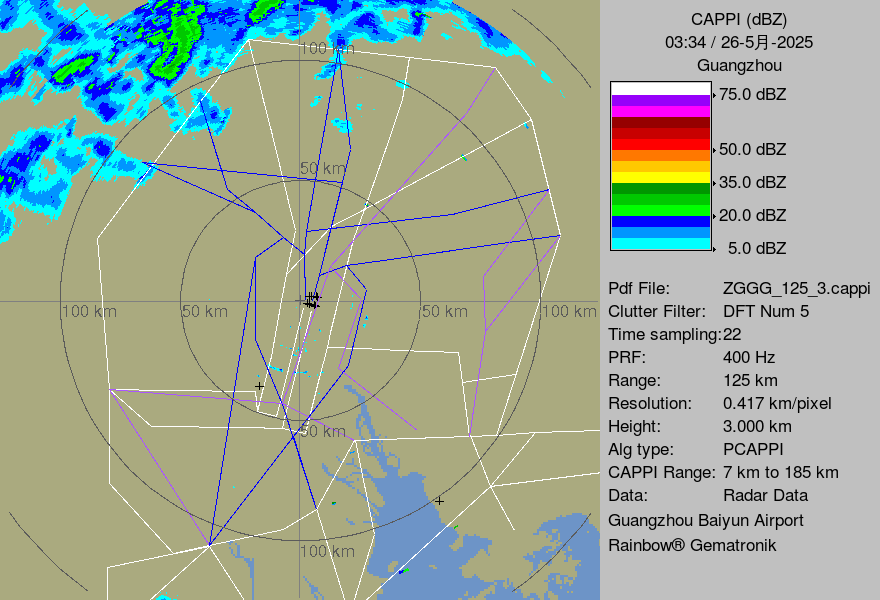 CAPPI (dBZ)
03:34 / 26-5月-2025
Guangzhou
75.0 dBZ
50.0 dBZ
35.0 dBZ
20.0 dBZ
5.0 dBZ
Pdf File: ZGGG_125_3.cappi
Clutter Filter: DFT Num 5
Time sampling:22
PRF: 400 Hz
Range: 125 km
Resolution: 0.417 km/pixel
Height: 3.000 km
Alg type: PCAPPI
CAPPI Range: 7 km to 185 km
Data: Radar Data
Guangzhou Baiyun Airport
Rainbow® Gematronik
100 km
50 km
100 km
50 km
50 km
100 km
50 km
100 km